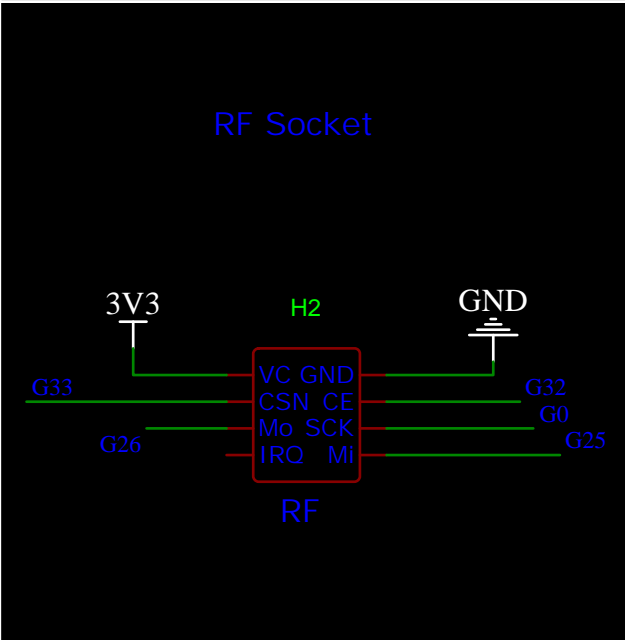 RF Socket
3V3
H2
GND
VC GND
G33
CSN CE
G32
Mo SCK
G0
G26
IRQ Mi
G25
RF